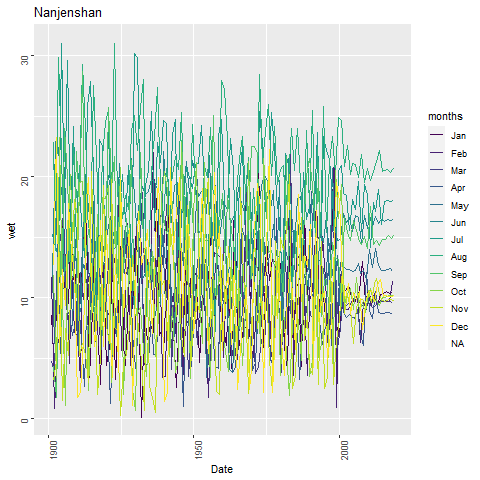 Nanjenshan
wet
30
20
10
0
1900
1950
2000
Date
months
Jan
Feb
Mar
Apr
May
Jun
Jul
Aug
Sep
Oct
Nov
Dec
NA